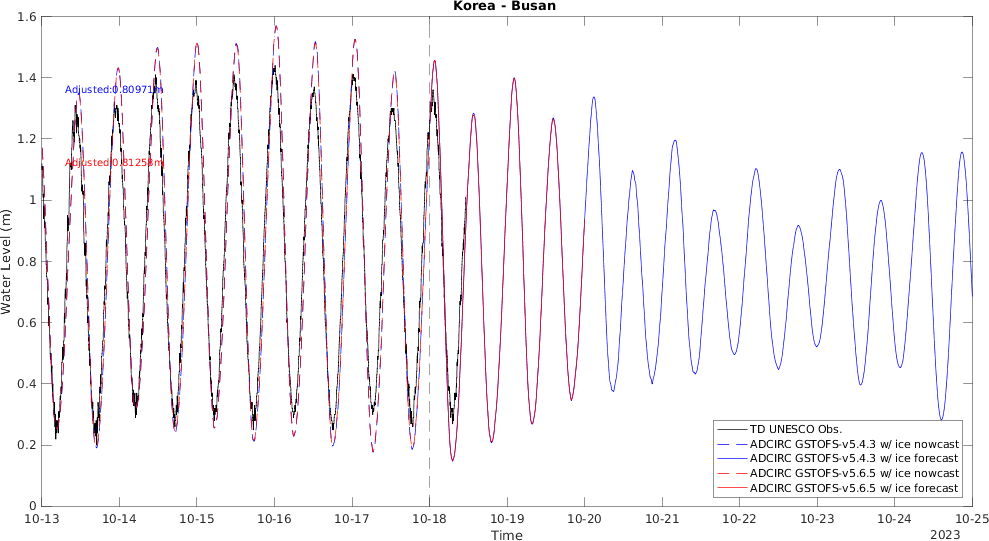 Korea - Busan
1.6
1.4
1.2
1
0.8
0.6
0.4
0.2
0
Water Level (m)
Adjusted:0.80971m
Adjusted:0.81258m
TD UNESCO Obs.
ADCIRC GSTOFS-v5.4.3 w/ ice nowcast
ADCIRC GSTOFS-v5.4.3 w/ ice forecast
ADCIRC GSTOFS-v5.6.5 w/ ice nowcast
ADCIRC GSTOFS-v5.6.5 w/ ice forecast
10-13 10-14 10-15 10-16 10-17 10-18 10-19 10-20 10-21 10-22 10-23 10-24 10-25
Time
2023